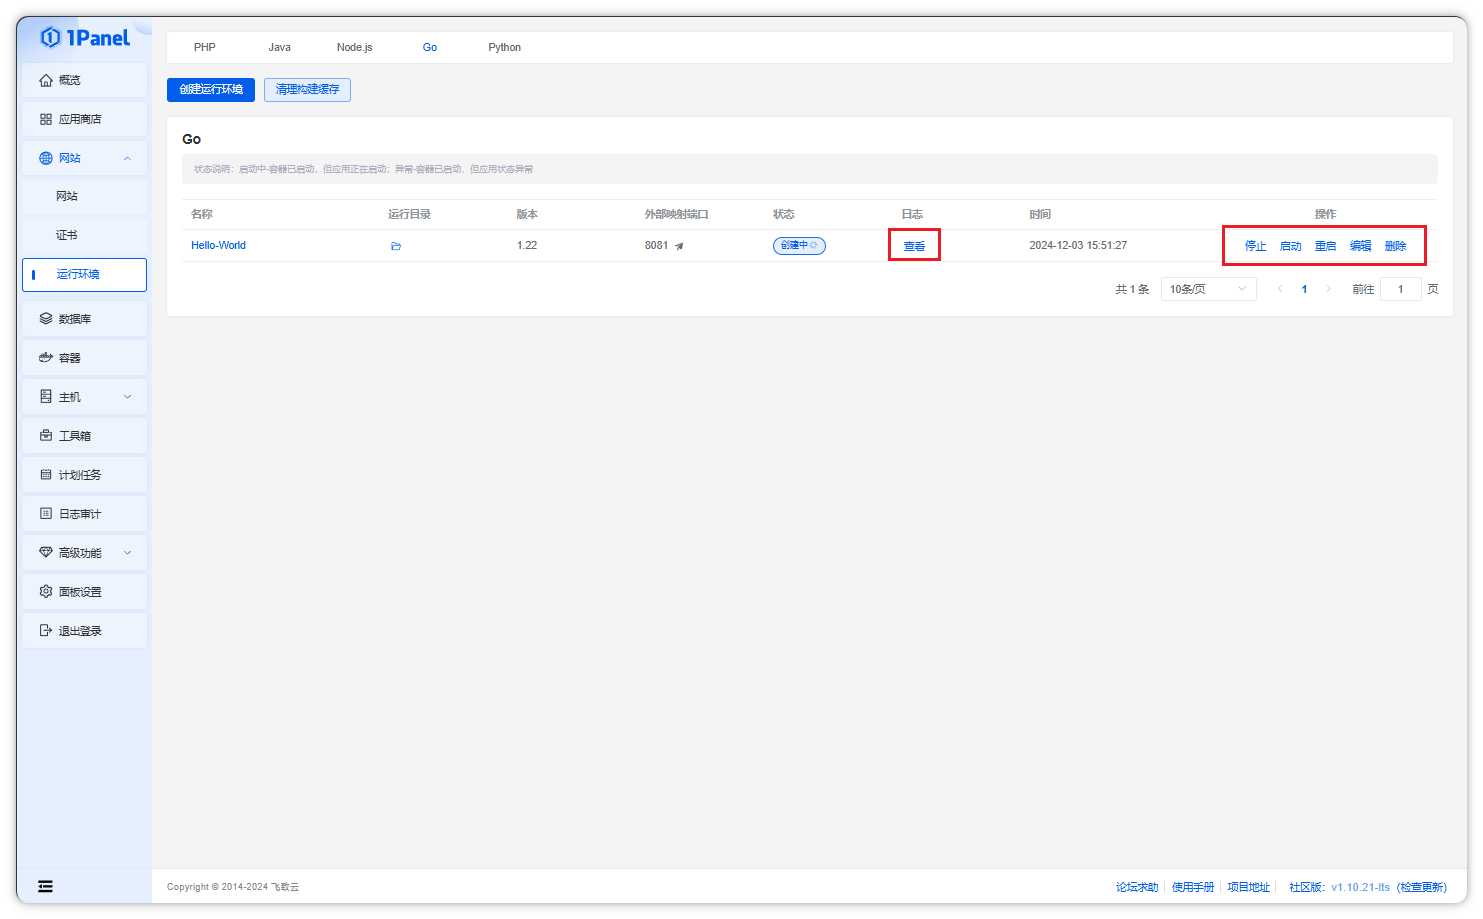 1Panel
概览
应用商店
网站
网站
证书
运行环境
数据库
容器
主机
工具箱
计划任务
日志审计
高级功能
面板设置
退出登录
PHP Java Node.js Go Python
创建运行环境 清理构建缓存
Go
状态说明：启动中-容器已启动，但应用正在启动；异常-容器已启动，但应用状态异常
名称 运行目录 版本 外部映射端口 状态 日志 时间 操作
Hello-World 1.22 8081 创建中 查看 2024-12-03 15:51:27 停止 启动 重启 编辑 删除
共 1 条 10条/页 1 前往 1 页
Copyright © 2014-2024 飞致云
论坛求助 使用手册 项目地址 社区版：v1.10.21-lts (检查更新)